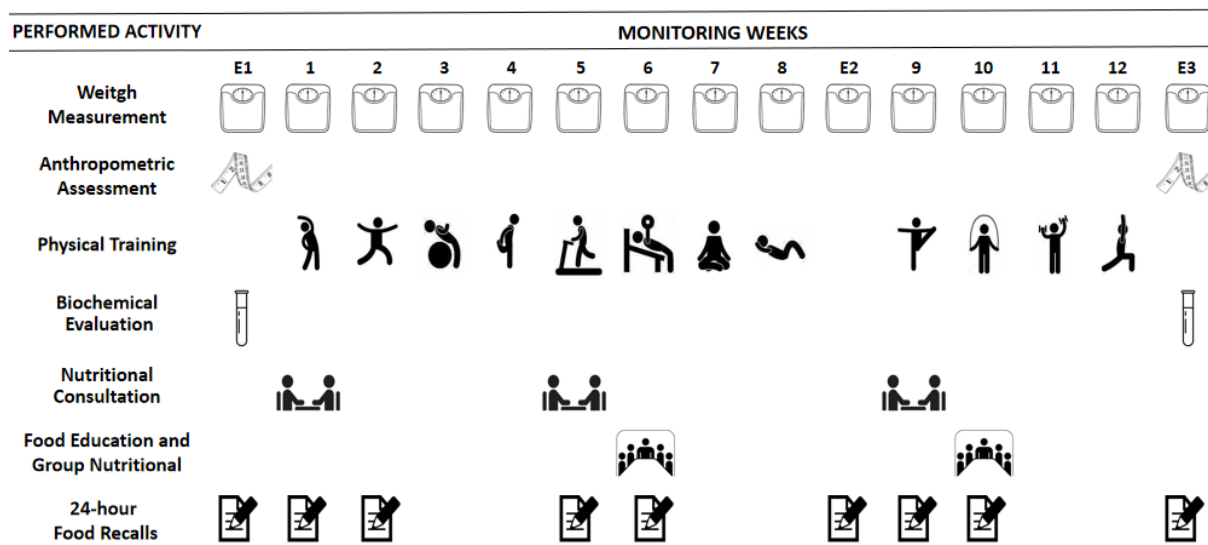 PERFORMED ACTIVITY MONITORING WEEKS
E1 1 2 3 4 5 6 7 8 E2 9 10 11 12 E3
Weitgh
Measurement
Anthropometric
Assessment
Physical Training
Biochemical
Evaluation
Nutritional
Consultation
Food Education and
Group Nutritional
24-hour
Food Recalls